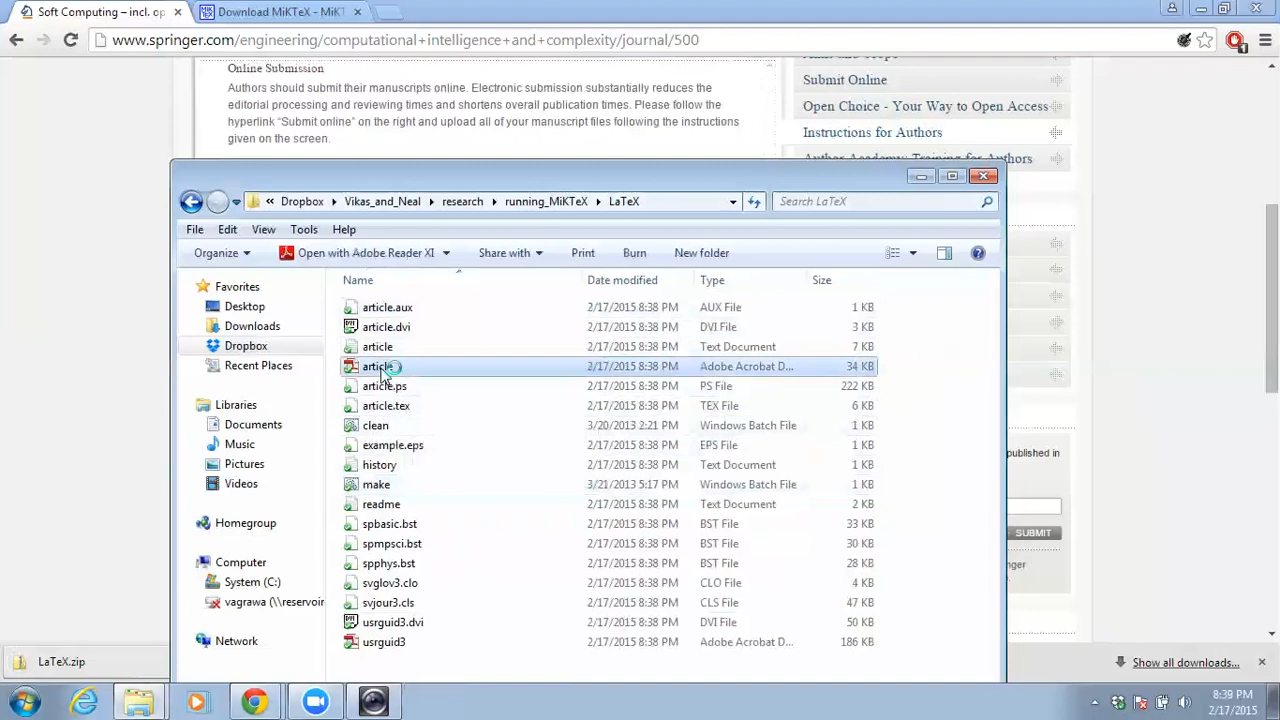 Soft Computing – incl. op
Download MiKTeX - MiKT
www.springer.com/engineering/computational+intelligence+and+complexity/journal/500
Online Submission
Authors should submit their manuscripts online. Electronic submission substantially reduces the
editorial processing and reviewing times and shortens overall publication times. Please follow the
hyperlink “Submit online” on the right and upload all of your manuscript files following the instructions
given on the screen.
Submit Online
Open Choice - Your Way to Open Access
Instructions for Authors
Author Academy: Training for Authors
« Dropbox Vikas_and_Neal research running_MiKTeX LaTeX
Search LaTeX
File Edit View Tools Help
Organize Open with Adobe Reader XI Share with Print Burn New folder
Name Date modified Type Size
Favorites
Desktop
Downloads
Dropbox
Recent Places
Libraries
Documents
Music
Pictures
Videos
Homegroup
Computer
System (C:)
vagrawa (\\reservoir
Network
article.aux 2/17/2015 8:38 PM AUX File 1 KB
article.dvi 2/17/2015 8:38 PM DVI File 3 KB
article 2/17/2015 8:38 PM Text Document 7 KB
article 2/17/2015 8:38 PM Adobe Acrobat D... 34 KB
article.ps 2/17/2015 8:38 PM PS File 222 KB
article.tex 2/17/2015 8:38 PM TEX File 6 KB
clean 3/20/2013 2:21 PM Windows Batch File 1 KB
example.eps 2/17/2015 8:38 PM EPS File 9 KB
history 2/17/2015 8:38 PM Text Document 1 KB
make 3/21/2013 5:17 PM Windows Batch File 1 KB
readme 2/17/2015 8:38 PM Text Document 2 KB
spbasic.bst 2/17/2015 8:38 PM BST File 33 KB
spmpsci.bst 2/17/2015 8:38 PM BST File 30 KB
spphys.bst 2/17/2015 8:38 PM BST File 28 KB
svglov3.clo 2/17/2015 8:38 PM CLO File 4 KB
svjour3.cls 2/17/2015 8:38 PM CLS File 47 KB
usrguid3.dvi 2/17/2015 8:38 PM DVI File 50 KB
usrguid3 2/17/2015 8:38 PM Adobe Acrobat D... 186 KB
published in
SUBMIT
nger
LaTeX.zip
Show all downloads...
8:39 PM
2/17/2015